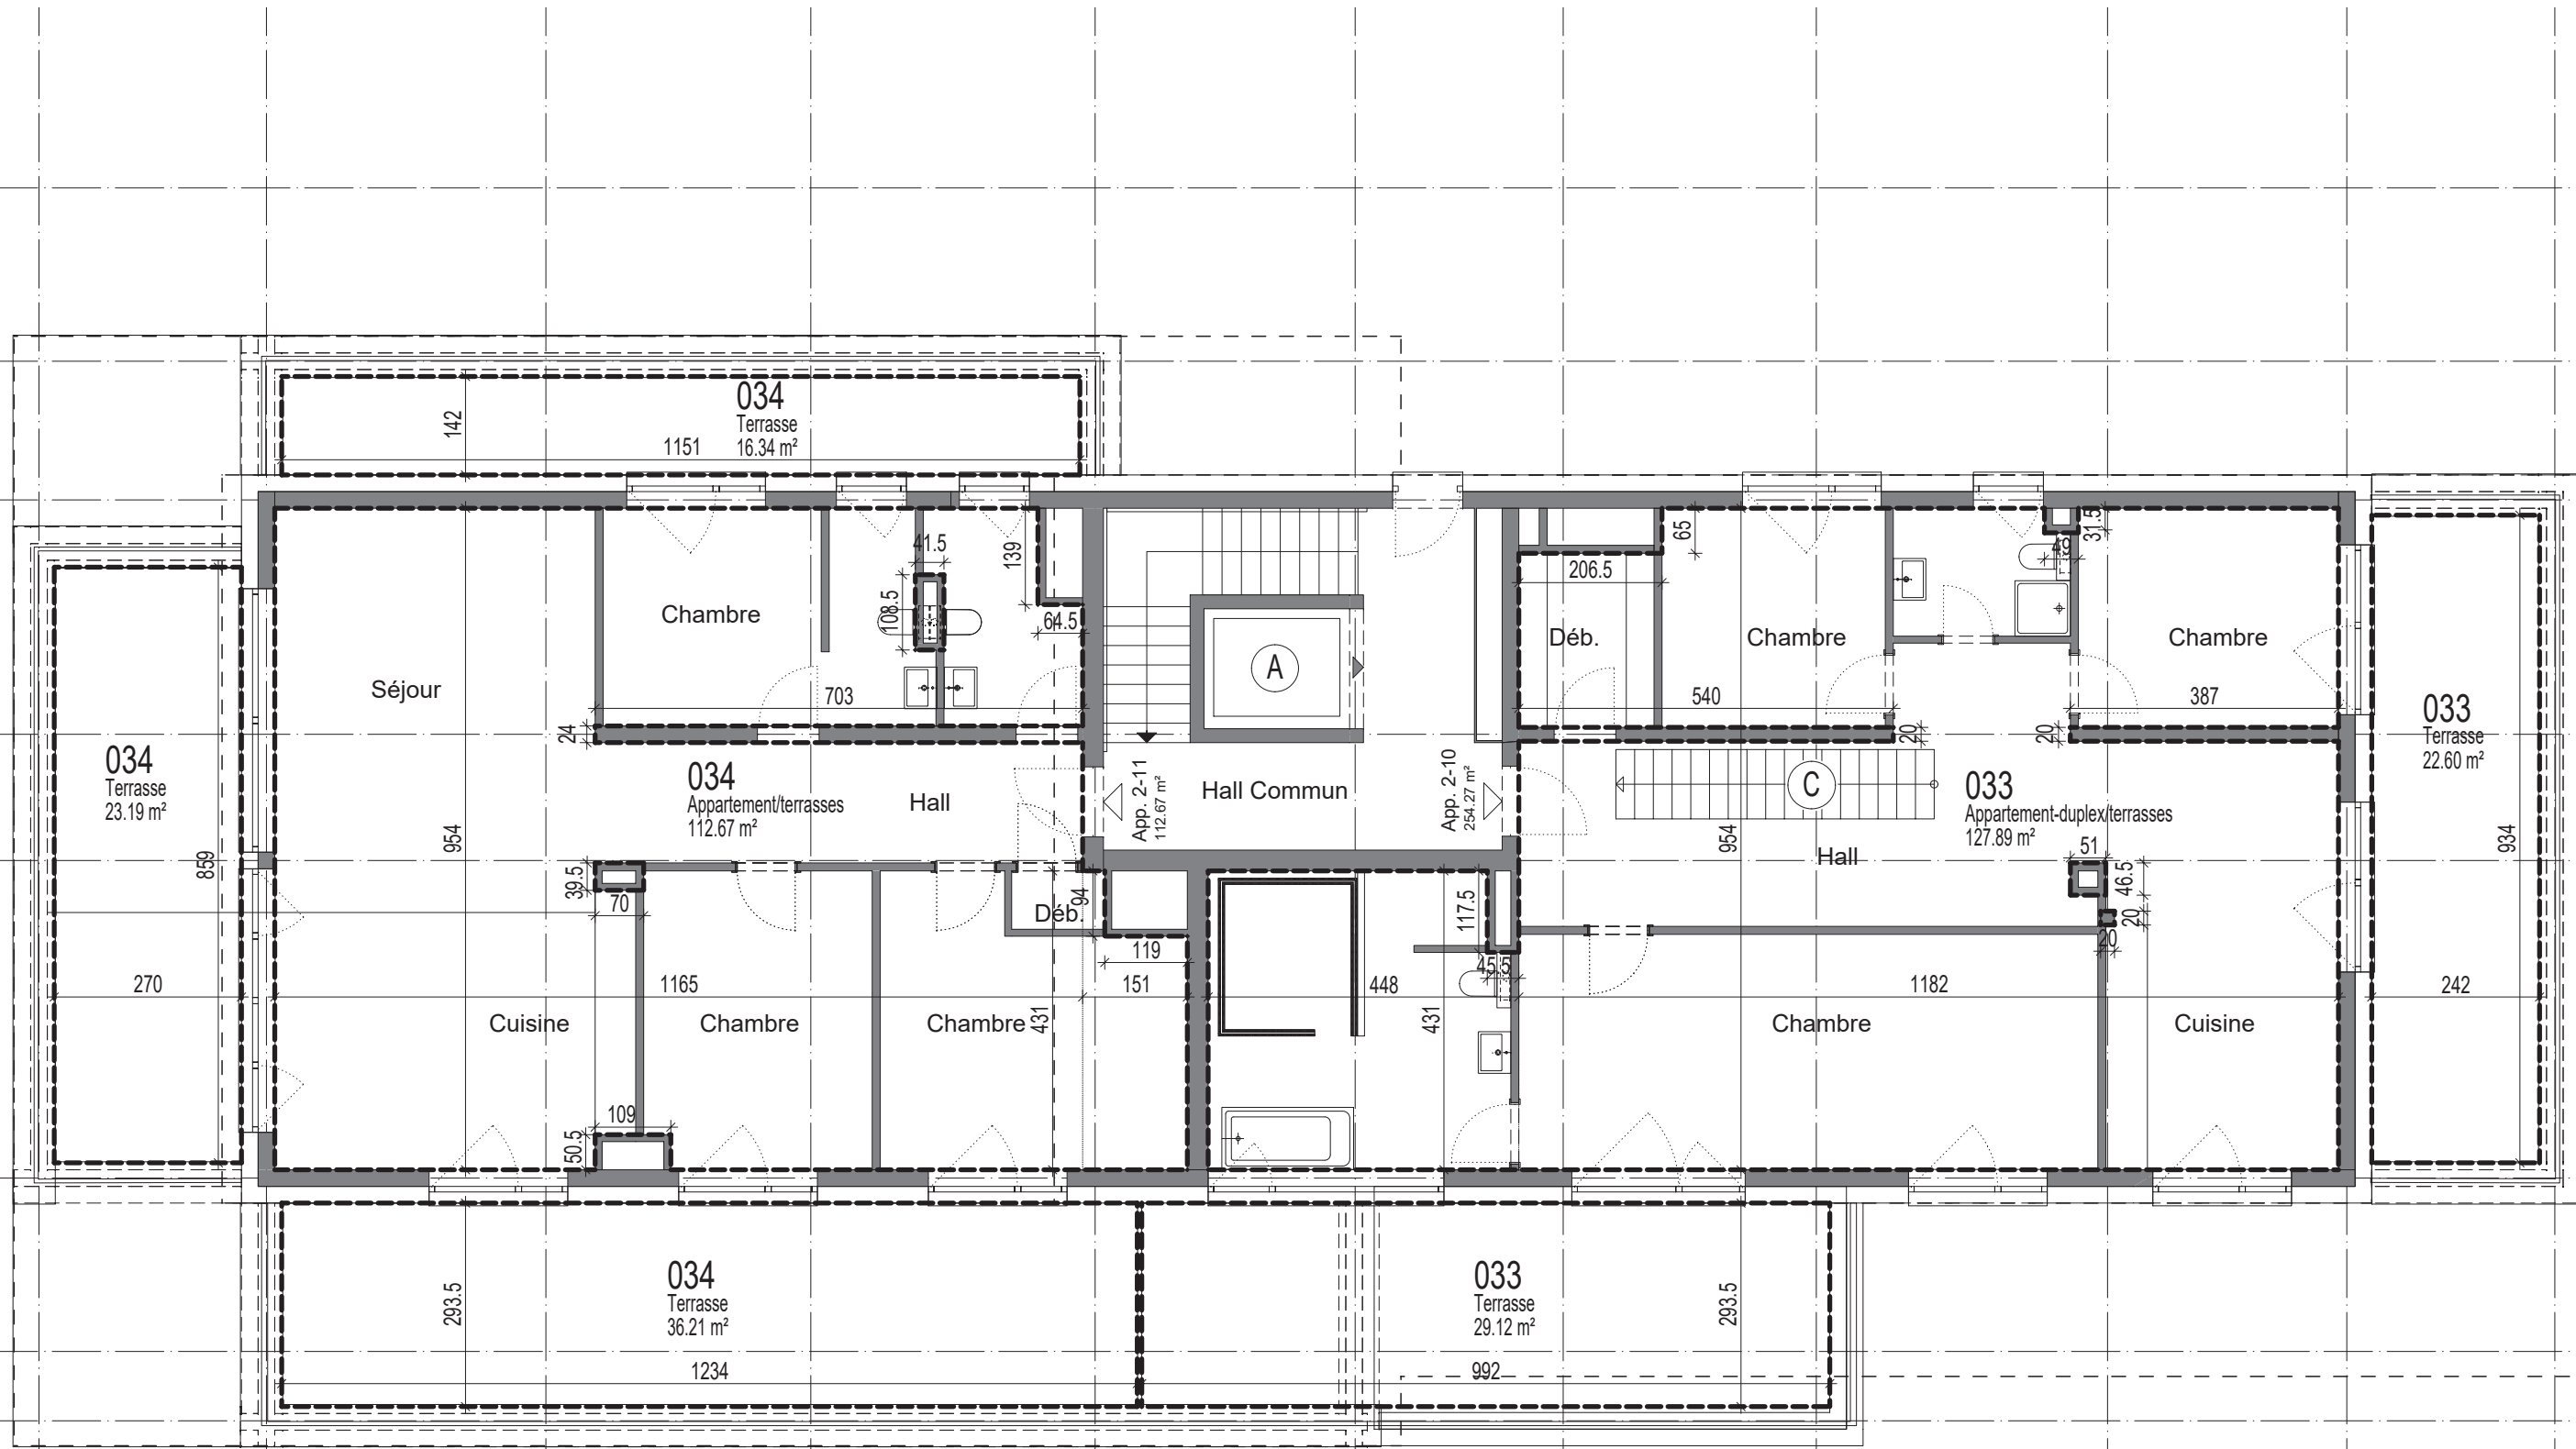 034
Terrasse
16.34 m²
142
1151
41.5
139
108.5
64.5
Chambre
703
24
Séjour
034
Terrasse
23.19 m²
859
270
954
034
Appartement/terrasses
112.67 m²
Hall
39.5
70
Déb.
94
119
151
1165
431
Cuisine
Chambre
Chambre
109
50.5
A
App. 2-11
112.67 m²
Hall Commun
App. 2-10
254.27 m²
65
206.5
Déb.
Chambre
540
20
49
31.5
Chambre
387
20
C
033
Appartement-duplex/terrasses
127.89 m²
954
Hall
51
46.5
20
20
117.5
45.5
448
431
1182
Chambre
Cuisine
033
Terrasse
22.60 m²
934
242
034
Terrasse
36.21 m²
293.5
1234
033
Terrasse
29.12 m²
293.5
992